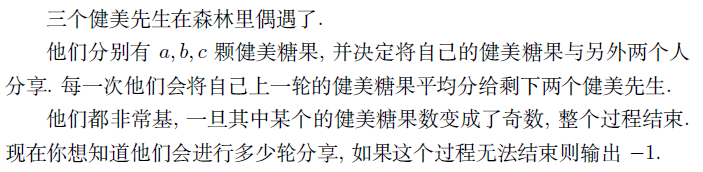 三个健美先生在森林里偶遇了.
他们分别有 a, b, c 颗健美糖果, 并决定将自己的健美糖果与另外两个人
分享. 每一次他们会将自己上一轮的健美糖果平均分给剩下两个健美先生.
他们都非常基, 一旦其中某个的健美糖果数变成了奇数, 整个过程结束.
现在你想知道他们会进行多少轮分享, 如果这个过程无法结束则输出 −1.